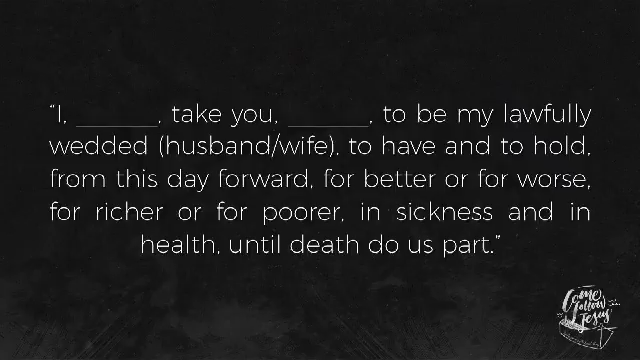 “I, ______, take you, ______, to be my lawfully
wedded (husband/wife), to have and to hold,
from this day forward, for better or for worse,
for richer or for poorer, in sickness and in
health, until death do us part.”
Come
Follow
Jesus